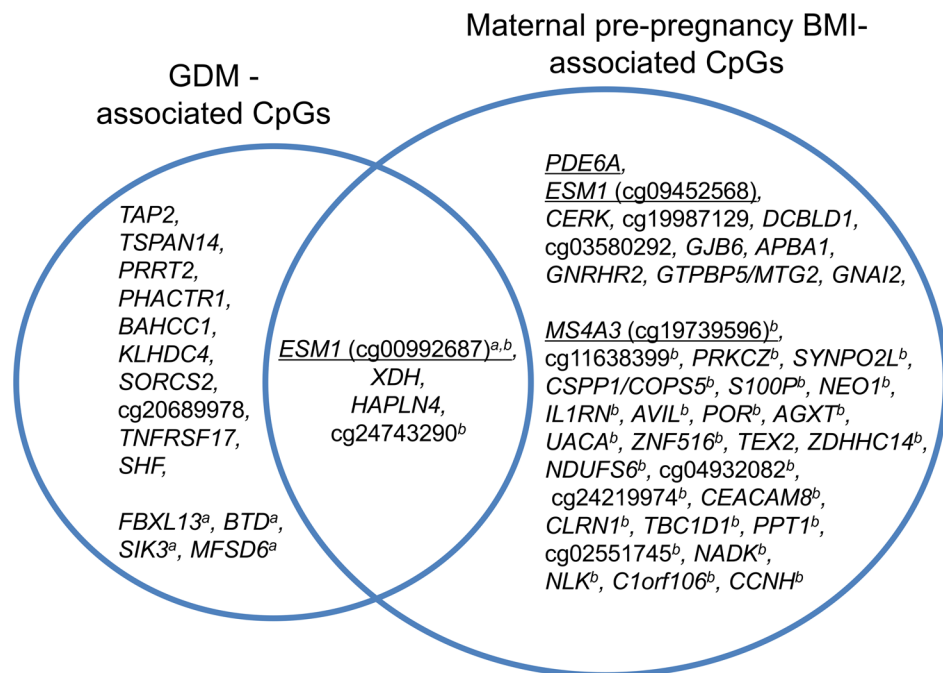 GDM -
associated CpGs
Maternal pre-pregnancy BMI-
associated CpGs
TAP2,
TSPAN14,
PRRT2,
PHACTR1,
BAHCC1,
KLHDC4,
SORCS2,
cg20689978,
TNFRSF17,
SHF,
FBXL13ᵃ, BTDᵃ,
SIK3ᵃ, MFSD6ᵃ
ESM1 (cg00992687)ᵃ,ᵇ,
XDH,
HAPLN4,
cg24743290ᵇ
PDE6A,
ESM1 (cg09452568),
CERK, cg19987129, DCBLD1,
cg03580292, GJB6, APBA1,
GNRHR2, GTPBP5/MTG2, GNAI2,
MS4A3 (cg19739596)ᵇ,
cg11638399ᵇ, PRKCZᵇ, SYNPO2Lᵇ,
CSPP1/COPS5ᵇ, S100Pᵇ, NEO1ᵇ,
IL1RNᵇ, AVILᵇ, PORᵇ, AGXTᵇ,
UACAᵇ, ZNF516ᵇ, TEX2, ZDHHC14ᵇ,
NDUFS6ᵇ, cg04932082ᵇ,
cg24219974ᵇ, CEACAM8ᵇ,
CLRN1ᵇ, TBC1D1ᵇ, PPT1ᵇ,
cg02551745ᵇ, NADKᵇ,
NLKᵇ, C1orf106ᵇ, CCNHᵇ